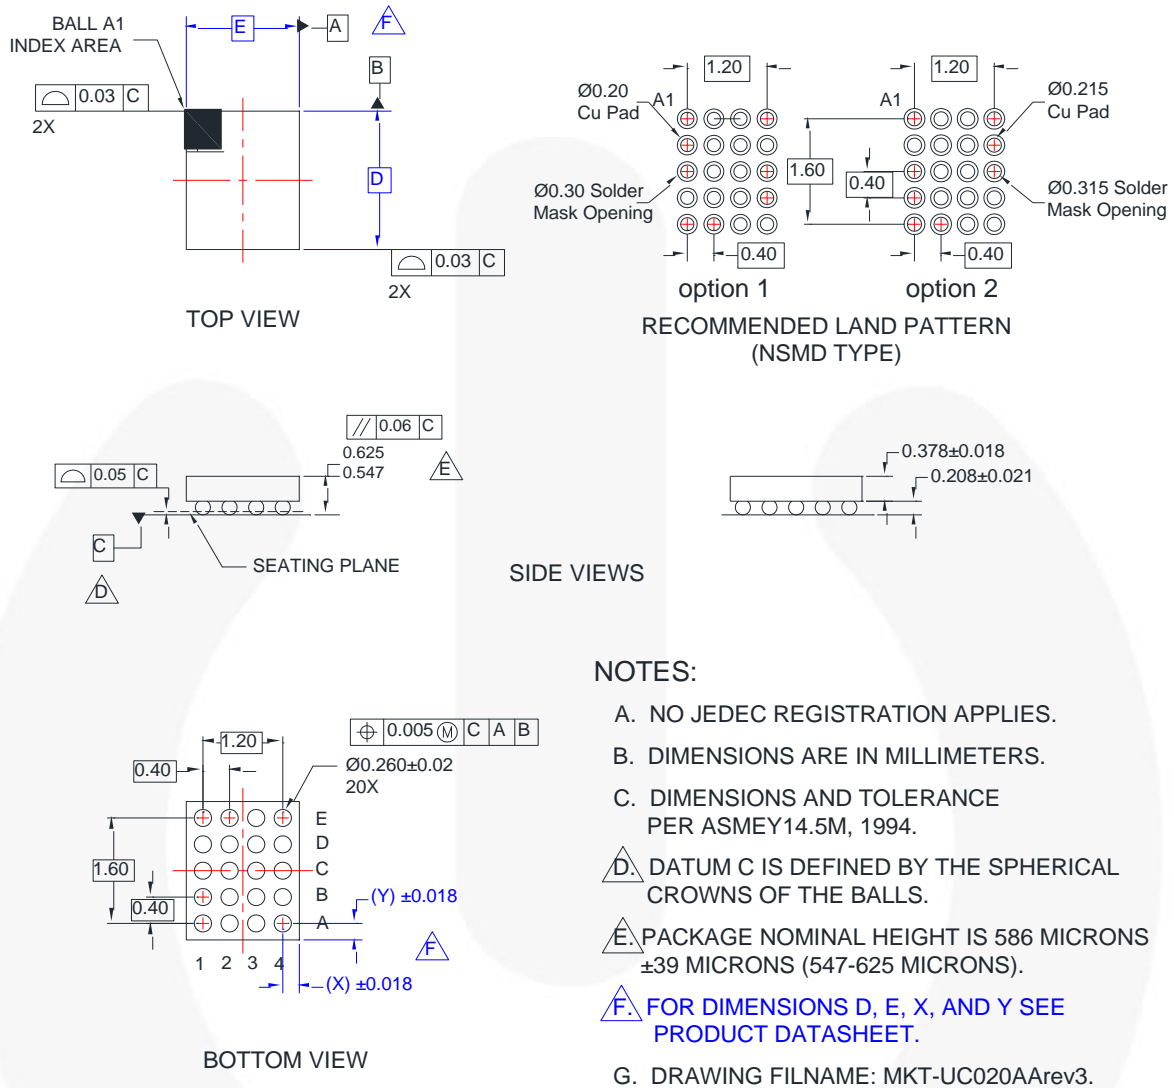 BALL A1
INDEX AREA
E
A
F
B
0.03 C
2X
D
0.03 C
2X
TOP VIEW
1.20
Ø0.20
Cu Pad
A1
Ø0.30 Solder
Mask Opening
0.40
option 1
1.20
A1
Ø0.215
Cu Pad
1.60
0.40
Ø0.315 Solder
Mask Opening
0.40
option 2
RECOMMENDED LAND PATTERN
(NSMD TYPE)
// 0.06 C
0.625
0.547
E
0.05 C
C
D
SEATING PLANE
0.378±0.018
0.208±0.021
SIDE VIEWS
0.005 M C A B
1.20
0.40
Ø0.260±0.02
20X
E
D
C
B
A
1.60
0.40
1 2 3 4
(Y) ±0.018
F
(X) ±0.018
BOTTOM VIEW
NOTES:
A. NO JEDEC REGISTRATION APPLIES.
B. DIMENSIONS ARE IN MILLIMETERS.
C. DIMENSIONS AND TOLERANCE
PER ASMEY14.5M, 1994.
D. DATUM C IS DEFINED BY THE SPHERICAL
CROWNS OF THE BALLS.
E. PACKAGE NOMINAL HEIGHT IS 586 MICRONS
±39 MICRONS (547-625 MICRONS).
F. FOR DIMENSIONS D, E, X, AND Y SEE
PRODUCT DATASHEET.
G. DRAWING FILNAME: MKT-UC020AArev3.